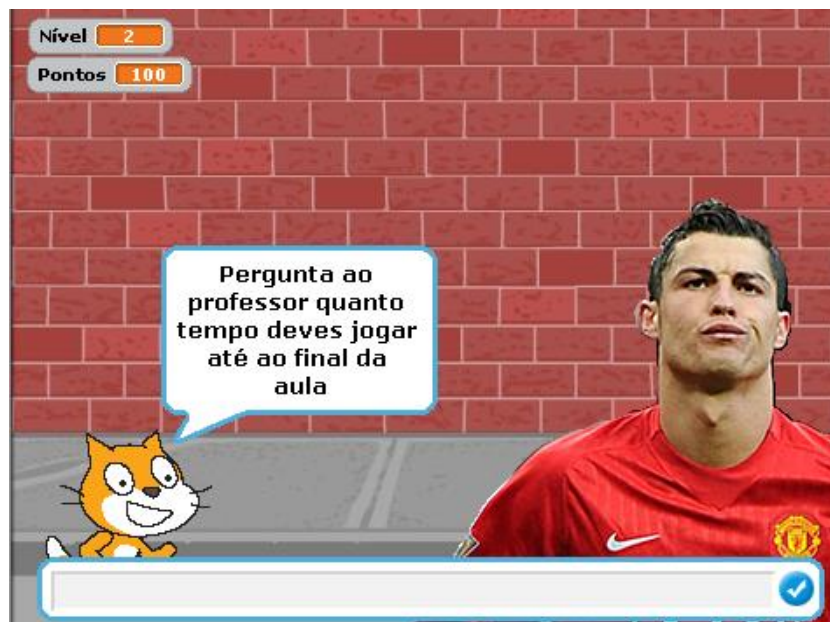 Nível 2
Pontos 100
Pergunta ao
professor quanto
tempo deves jogar
até ao final da
aula